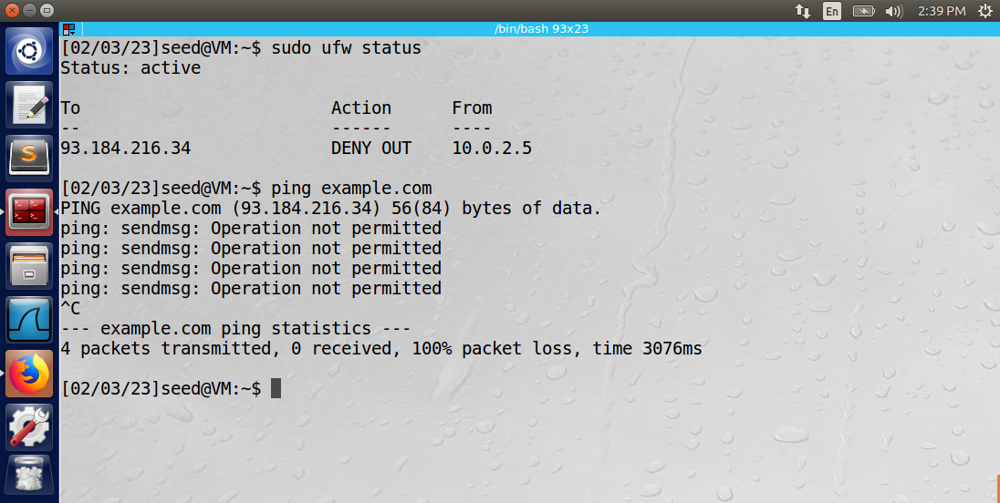 En
2:39 PM
/bin/bash 93x23
[02/03/23]seed@VM:~$ sudo ufw status
Status: active
To                         Action      From
--                         ------      ----
93.184.216.34              DENY OUT    10.0.2.5
[02/03/23]seed@VM:~$ ping example.com
PING example.com (93.184.216.34) 56(84) bytes of data.
ping: sendmsg: Operation not permitted
ping: sendmsg: Operation not permitted
ping: sendmsg: Operation not permitted
ping: sendmsg: Operation not permitted
^C
--- example.com ping statistics ---
4 packets transmitted, 0 received, 100% packet loss, time 3076ms
[02/03/23]seed@VM:~$